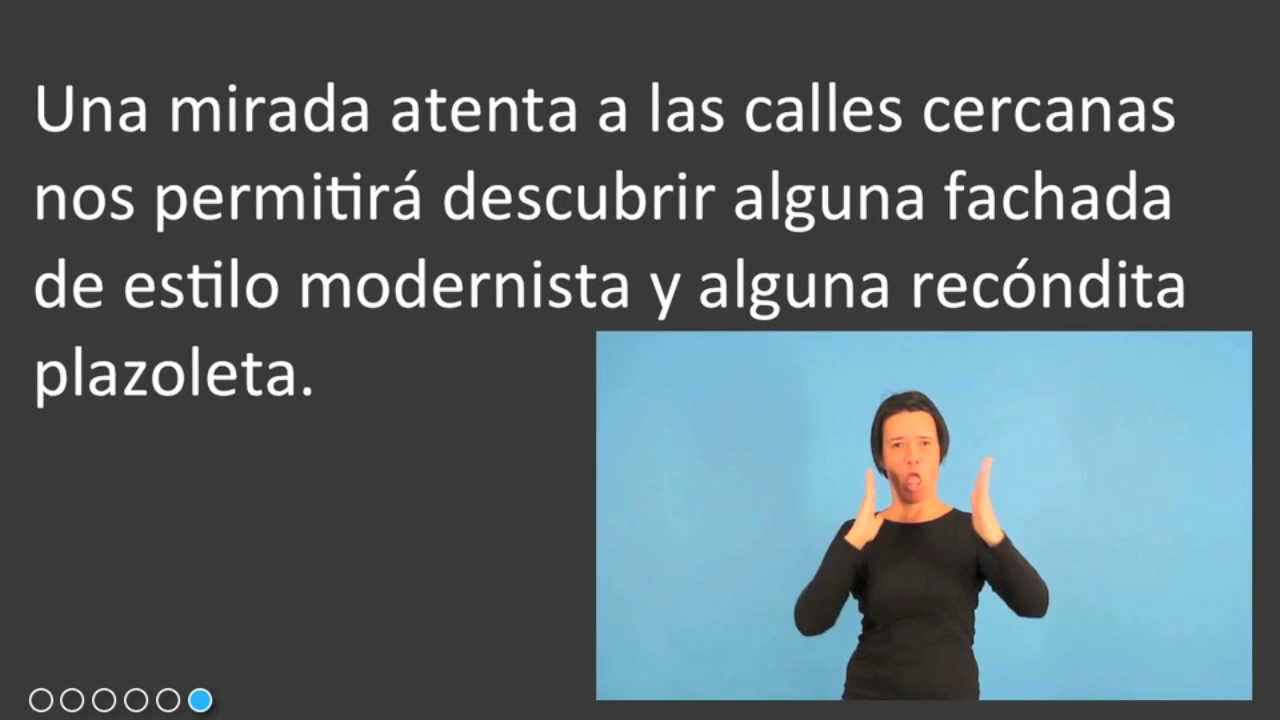 Una mirada atenta a las calles cercanas
nos permitirá descubrir alguna fachada
de estilo modernista y alguna recóndita
plazoleta.